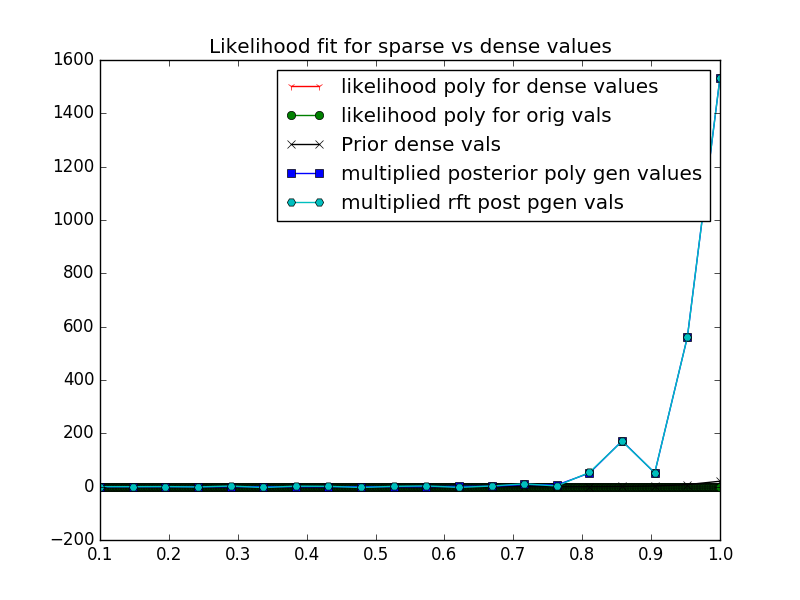 Likelihood fit for sparse vs dense values
1600
1400
1200
1000
800
600
400
200
0
−200
0.1 0.2 0.3 0.4 0.5 0.6 0.7 0.8 0.9 1.0
likelihood poly for dense values
likelihood poly for orig vals
Prior dense vals
multiplied posterior poly gen values
multiplied rft post pgen vals